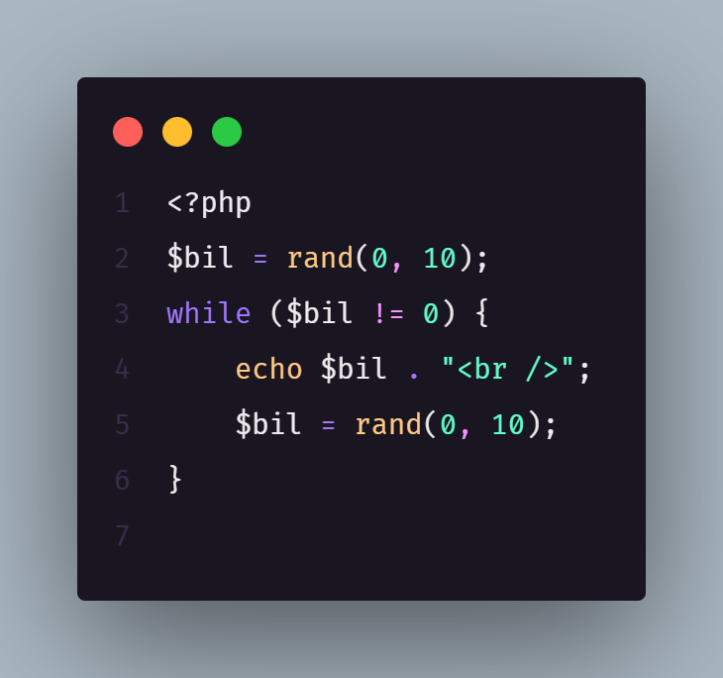 1 <?php
2 $bil = rand(0, 10);
3 while ($bil != 0) {
4     echo $bil . "<br />";
5     $bil = rand(0, 10);
6 }
7